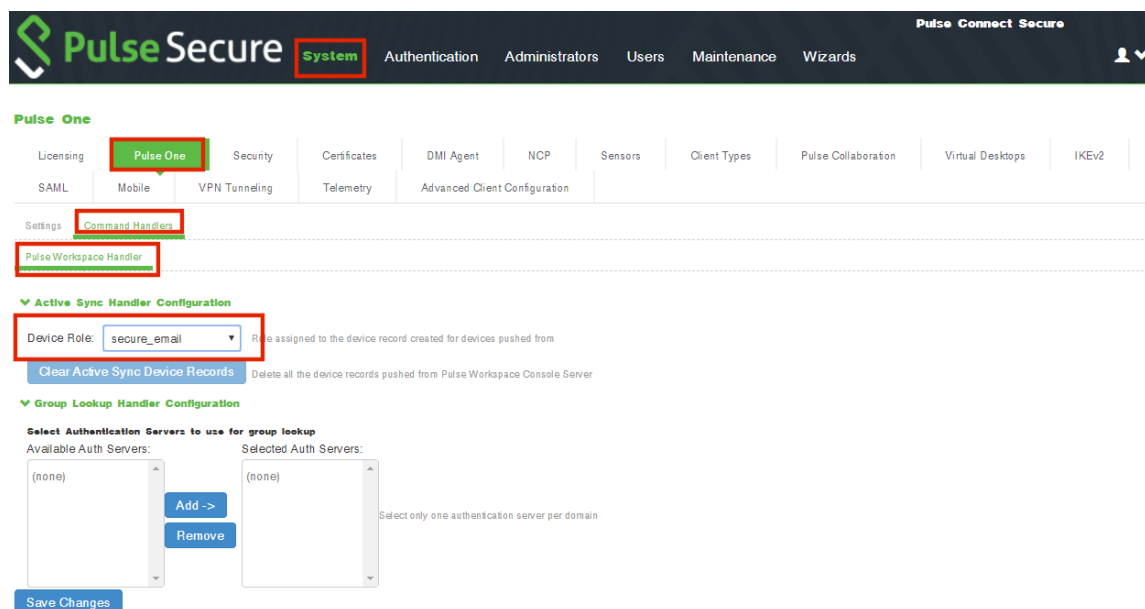 Pulse Connect Secure
Pulse Secure System Authentication Administrators Users Maintenance Wizards
Pulse One
Licensing Pulse One Security Certificates DMI Agent NCP Sensors Client Types Pulse Collaboration Virtual Desktops IKEv2
SAML Mobile VPN Tunneling Telemetry Advanced Client Configuration
Settings Command Handlers
Pulse Workspace Handler
Active Sync Handler Configuration
Device Role: secure_email Role assigned to the device record created for devices pushed from
Clear Active Sync Device Records Delete all the device records pushed from Pulse Workspace Console Server
Group Lookup Handler Configuration
Select Authentication Servers to use for group lookup
Available Auth Servers: Selected Auth Servers:
(none) (none)
Add ->
Select only one authentication server per domain
Remove
Save Changes